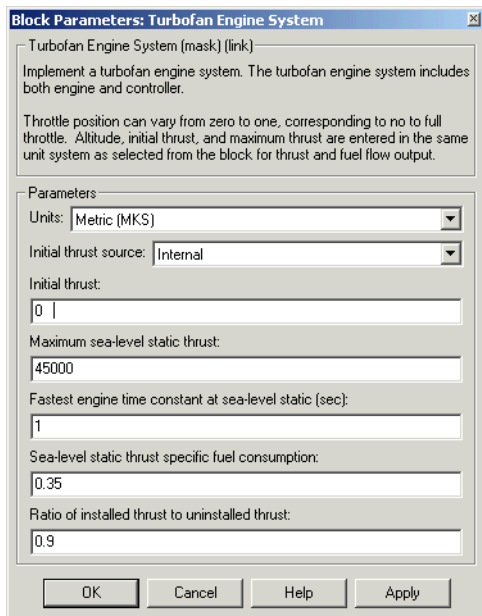 Block Parameters: Turbofan Engine System
Turbofan Engine System (mask) (link)
Implement a turbofan engine system. The turbofan engine system includes
both engine and controller.
Throttle position can vary from zero to one, corresponding to no to full
throttle. Altitude, initial thrust, and maximum thrust are entered in the same
unit system as selected from the block for thrust and fuel flow output.
Parameters
Units: Metric (MKS)
Initial thrust source: Internal
Initial thrust:
0
Maximum sea-level static thrust:
45000
Fastest engine time constant at sea-level static (sec):
1
Sea-level static thrust specific fuel consumption:
0.35
Ratio of installed thrust to uninstalled thrust:
0.9
OK Cancel Help Apply